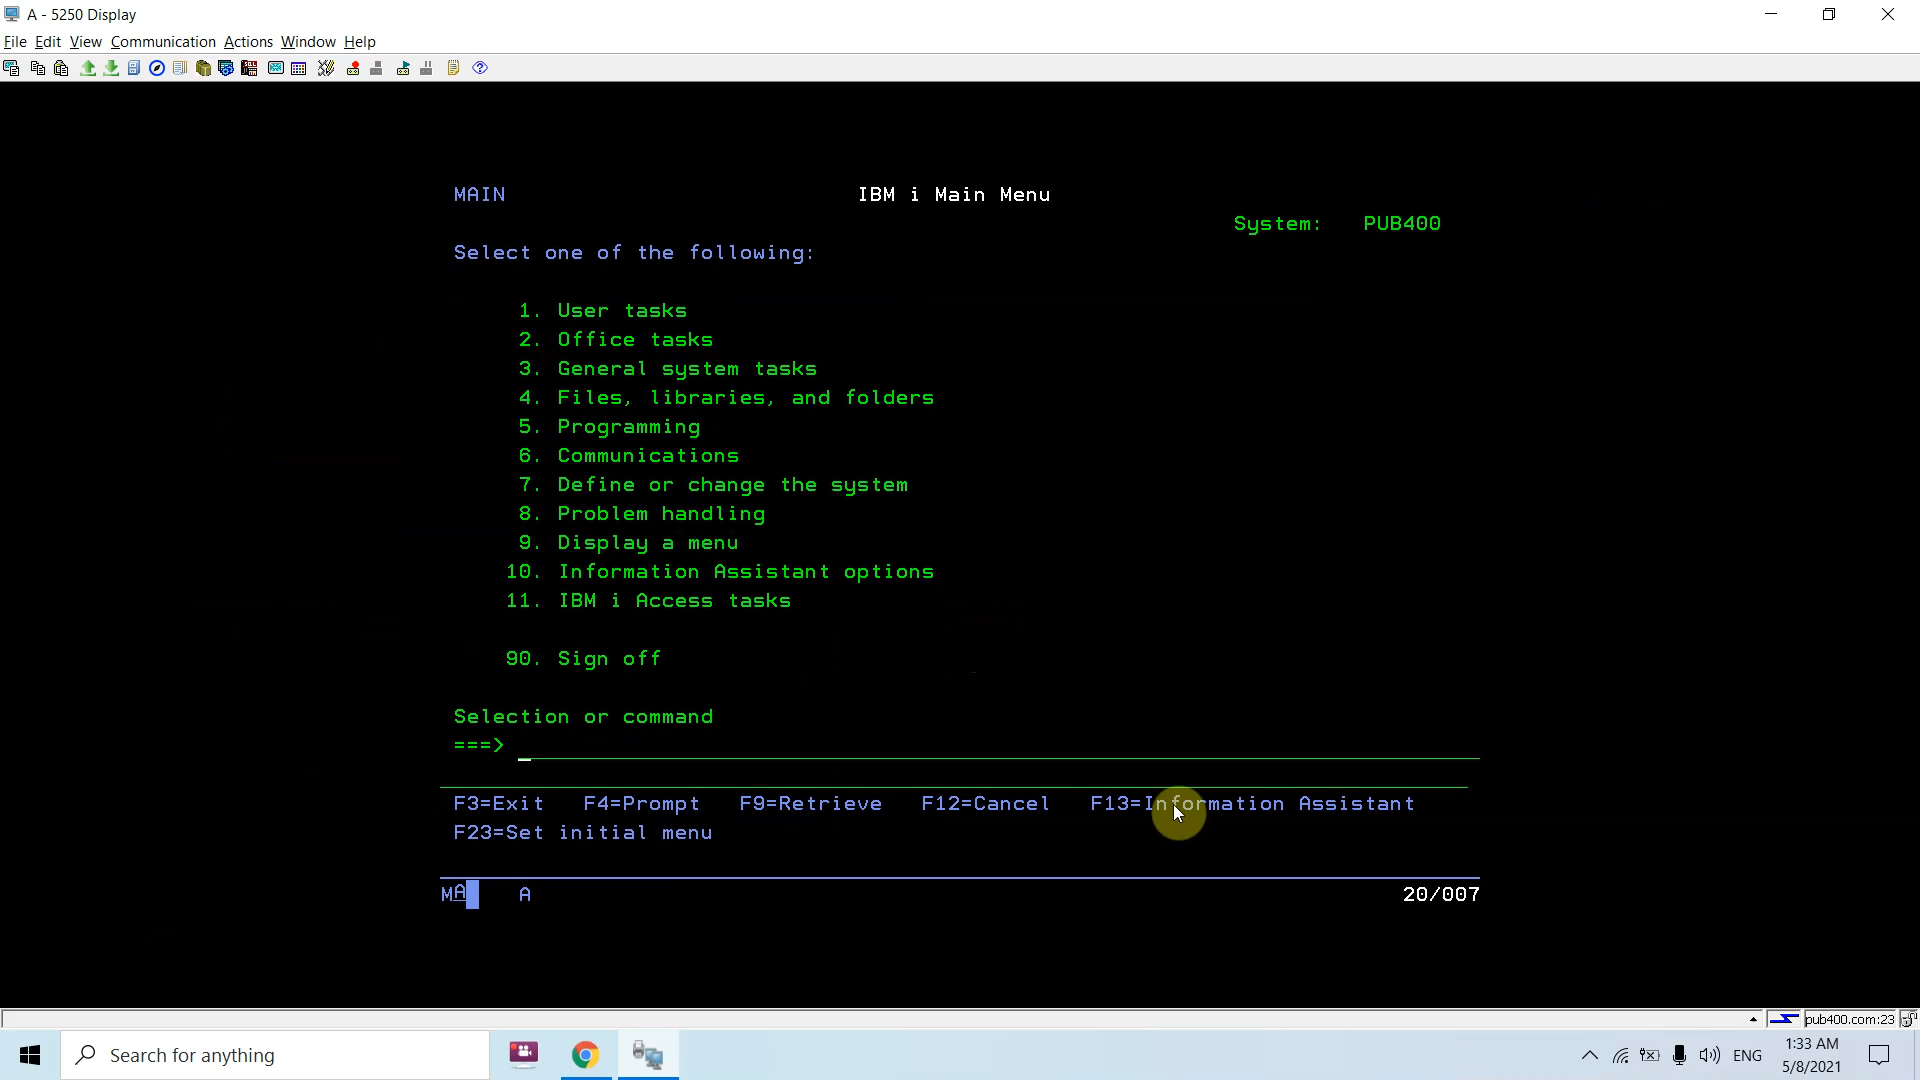 A - 5250 Display
File Edit View Communication Actions Window Help
MAIN IBM i Main Menu
System: PUB400
Select one of the following:
1. User tasks
2. Office tasks
3. General system tasks
4. Files, libraries, and folders
5. Programming
6. Communications
7. Define or change the system
8. Problem handling
9. Display a menu
10. Information Assistant options
11. IBM i Access tasks
90. Sign off
Selection or command
===>
F3=Exit F4=Prompt F9=Retrieve F12=Cancel F13=Information Assistant
F23=Set initial menu
MA A 20/007
pub400.com:23
Search for anything
ENG
1:33 AM
5/8/2021